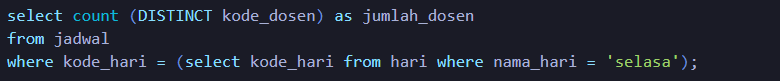 select count (DISTINCT kode_dosen) as jumlah_dosen
from jadwal
where kode_hari = (select kode_hari from hari where nama_hari = 'selasa');